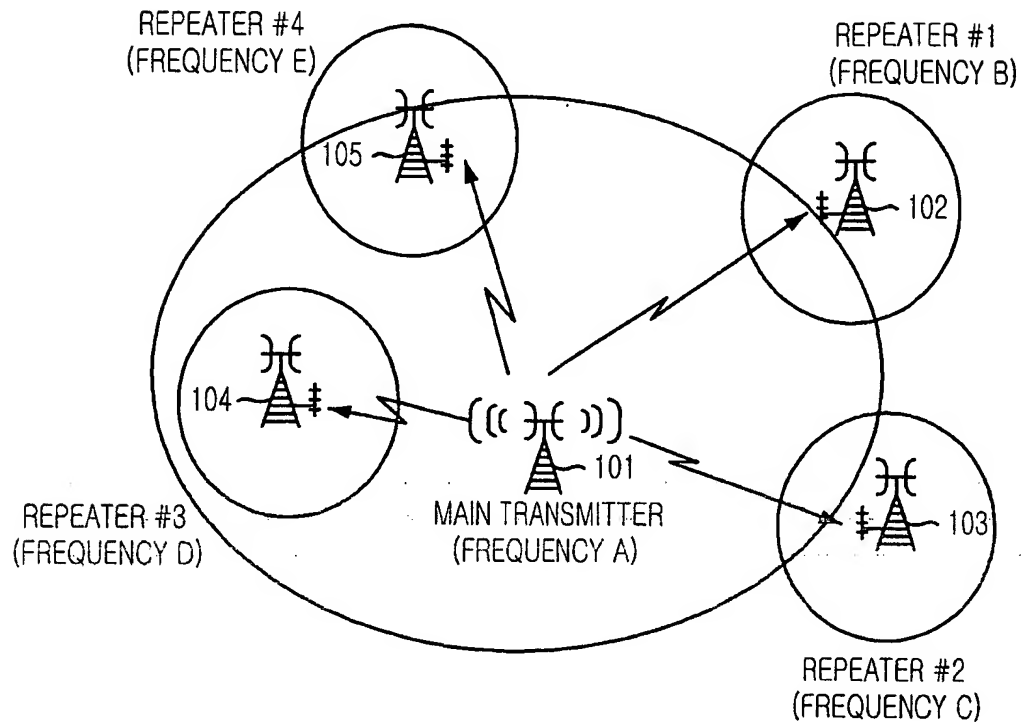 REPEATER #4
(FREQUENCY E)
REPEATER #1
(FREQUENCY B)
105
102
104
101
REPEATER #3
(FREQUENCY D)
MAIN TRANSMITTER
(FREQUENCY A)
103
REPEATER #2
(FREQUENCY C)